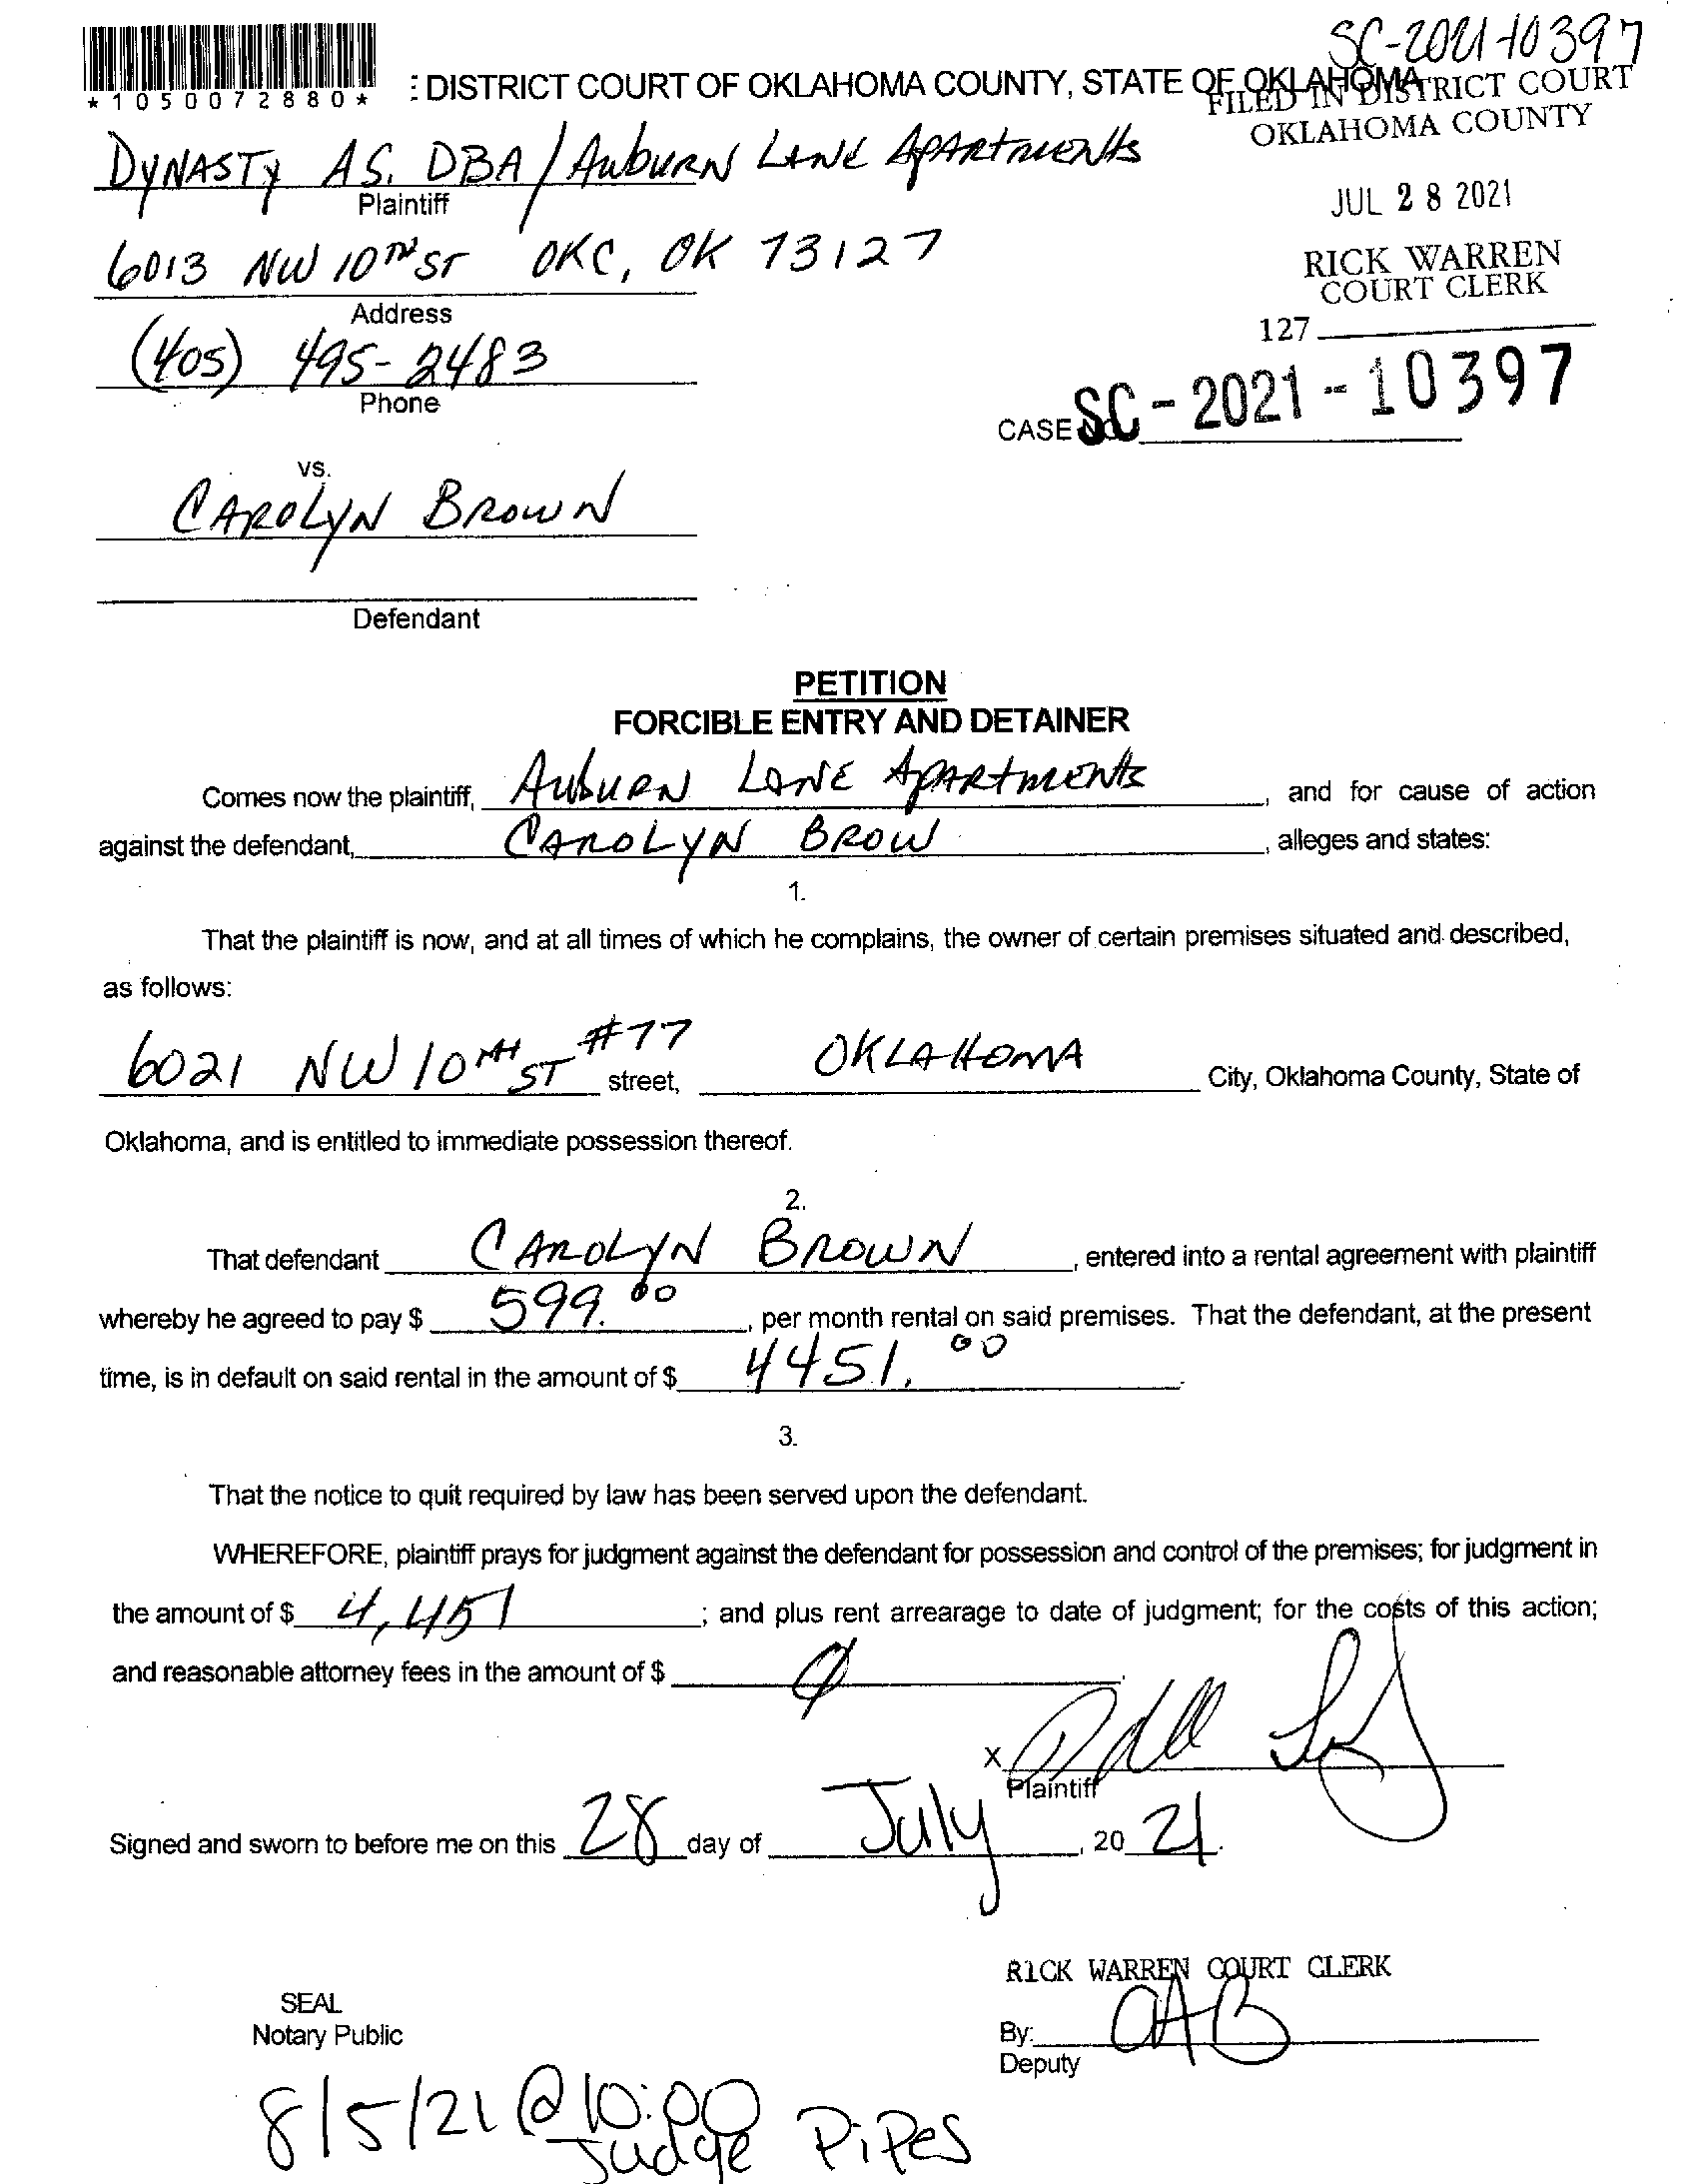 SC-2021-10397
*1050072880*
: DISTRICT COURT OF OKLAHOMA COUNTY, STATE OF OKLAHOMA
FILED IN DISTRICT COURT
OKLAHOMA COUNTY
JUL 28 2021
RICK WARREN
COURT CLERK
127
DYNASTY AS. DBA / AUBURN LANE APARTMENTS
Plaintiff
6013 NW 10TH ST OKC, OK 73127
Address
(405) 495-2483
Phone
CASE NO. SC-2021-10397
vs.
CAROLYN BROWN
Defendant
PETITION
FORCIBLE ENTRY AND DETAINER
Comes now the plaintiff, AUBURN LANE APARTMENTS, and for cause of action
against the defendant, CAROLYN BROW, alleges and states:
1.
That the plaintiff is now, and at all times of which he complains, the owner of certain premises situated and described,
as follows:
6021 NW 10TH ST #77 street, OKLAHOMA City, Oklahoma County, State of
Oklahoma, and is entitled to immediate possession thereof.
2.
That defendant CAROLYN BROWN, entered into a rental agreement with plaintiff
whereby he agreed to pay $ 599.00, per month rental on said premises. That the defendant, at the present
time, is in default on said rental in the amount of $ 4451.00.
3.
That the notice to quit required by law has been served upon the defendant.
WHEREFORE, plaintiff prays for judgment against the defendant for possession and control of the premises; for judgment in
the amount of $ 4,451; and plus rent arrearage to date of judgment; for the costs of this action;
and reasonable attorney fees in the amount of $ 0.
X
Plaintiff
Signed and sworn to before me on this 28 day of July, 20 21.
RICK WARREN COURT CLERK
SEAL
Notary Public
By: CAB
Deputy
8/5/21 @ 10:00
Judge Pipes